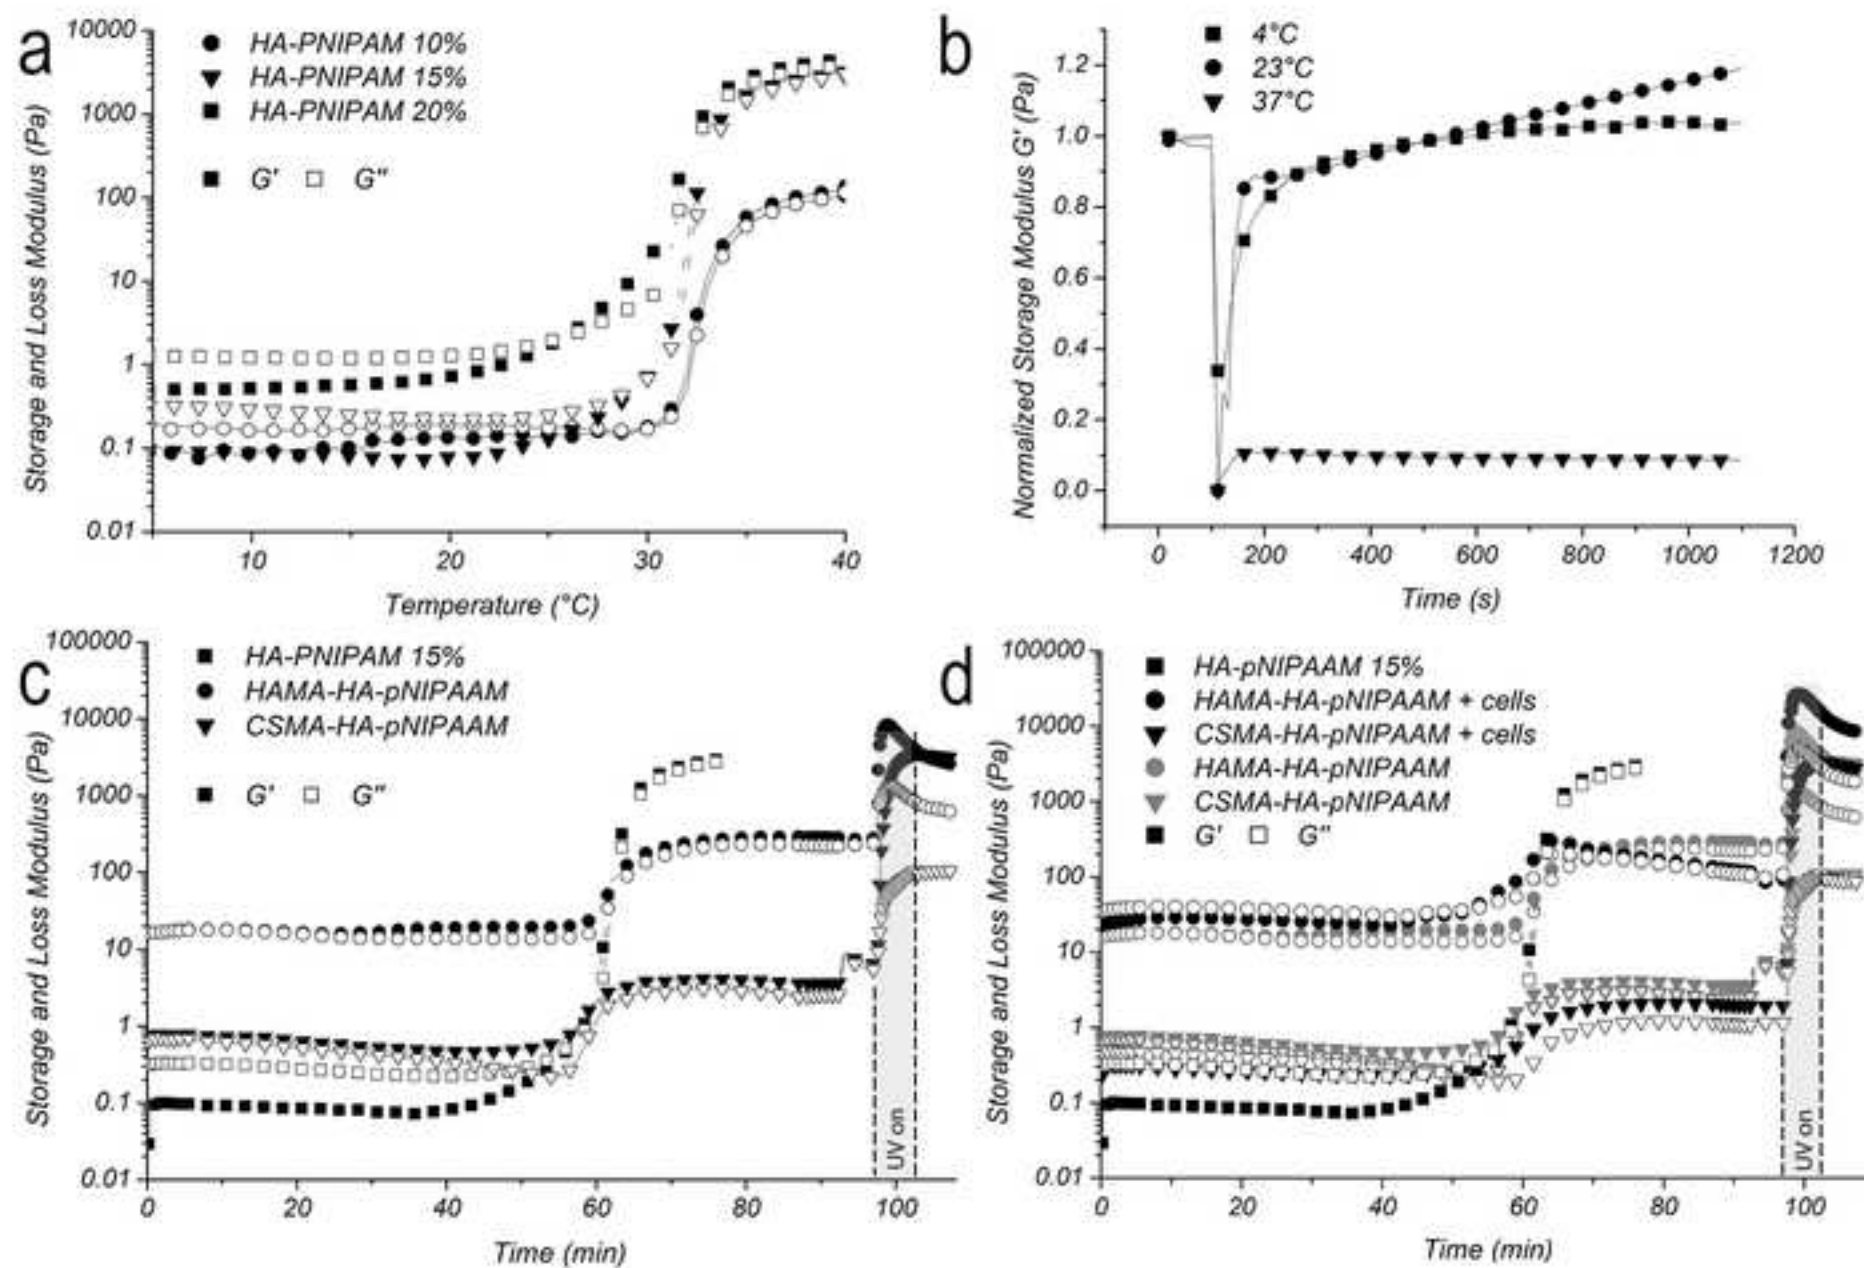 a
Storage and Loss Modulus (Pa)
10000
1000
100
10
1
0.1
0.01
HA-PNIPAM 10%
HA-PNIPAM 15%
HA-PNIPAM 20%
G' G"
10 20 30 40
Temperature (°C)
b
Normalized Storage Modulus G' (Pa)
1.2
1.0
0.8
0.6
0.4
0.2
0.0
4°C
23°C
37°C
0 200 400 600 800 1000 1200
Time (s)
c
Storage and Loss Modulus (Pa)
100000
10000
1000
100
10
1
0.1
0.01
HA-PNIPAM 15%
HAMA-HA-pNIPAAM
CSMA-HA-pNIPAAM
G' G"
UV on
0 20 40 60 80 100
Time (min)
d
Storage and Loss Modulus (Pa)
100000
10000
1000
100
10
1
0.1
0.01
HA-pNIPAAM 15%
HAMA-HA-pNIPAAM + cells
CSMA-HA-pNIPAAM + cells
HAMA-HA-pNIPAAM
CSMA-HA-pNIPAAM
G' G"
UV on
0 20 40 60 80 100
Time (min)